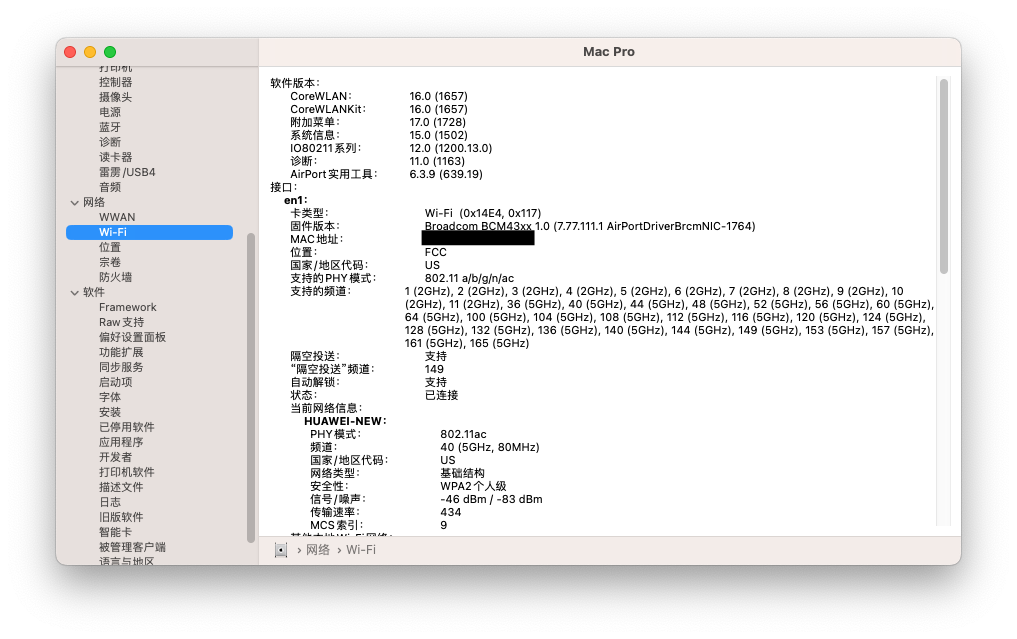 Mac Pro
打印机
控制器
摄像头
电源
蓝牙
诊断
读卡器
雷雳/USB4
音频
网络
WWAN
Wi-Fi
位置
宗卷
防火墙
软件
Framework
Raw支持
偏好设置面板
功能扩展
同步服务
启动项
字体
安装
已停用软件
应用程序
开发者
打印机软件
描述文件
日志
旧版软件
智能卡
被管理客户端
语言与地区
软件版本:
CoreWLAN: 16.0 (1657)
CoreWLANKit: 16.0 (1657)
附加菜单: 17.0 (1728)
系统信息: 15.0 (1502)
IO80211系列: 12.0 (1200.13.0)
诊断: 11.0 (1163)
AirPort实用工具: 6.3.9 (639.19)
接口:
en1:
卡类型: Wi-Fi (0x14E4, 0x117)
固件版本: Broadcom BCM43xx 1.0 (7.77.111.1 AirPortDriverBrcmNIC-1764)
MAC地址:
位置: FCC
国家/地区代码: US
支持的PHY模式: 802.11 a/b/g/n/ac
支持的频道: 1 (2GHz), 2 (2GHz), 3 (2GHz), 4 (2GHz), 5 (2GHz), 6 (2GHz), 7 (2GHz), 8 (2GHz), 9 (2GHz), 10
(2GHz), 11 (2GHz), 36 (5GHz), 40 (5GHz), 44 (5GHz), 48 (5GHz), 52 (5GHz), 56 (5GHz), 60 (5GHz),
64 (5GHz), 100 (5GHz), 104 (5GHz), 108 (5GHz), 112 (5GHz), 116 (5GHz), 120 (5GHz), 124 (5GHz),
128 (5GHz), 132 (5GHz), 136 (5GHz), 140 (5GHz), 144 (5GHz), 149 (5GHz), 153 (5GHz), 157 (5GHz),
161 (5GHz), 165 (5GHz)
隔空投送: 支持
“隔空投送”频道: 149
自动解锁: 支持
状态: 已连接
当前网络信息:
HUAWEI-NEW:
PHY模式: 802.11ac
频道: 40 (5GHz, 80MHz)
国家/地区代码: US
网络类型: 基础结构
安全性: WPA2个人级
信号/噪声: -46 dBm / -83 dBm
传输速率: 434
MCS索引: 9
其他本地Wi-Fi网络:
› 网络 › Wi-Fi